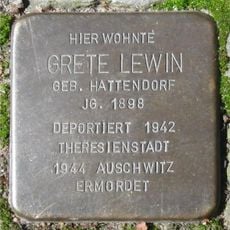 HIER WOHNTE
GRETE LEWIN
GEB. HATTENDORF
JG. 1898
DEPORTIERT 1942
THERESIENSTADT
1944 AUSCHWITZ
ERMORDET